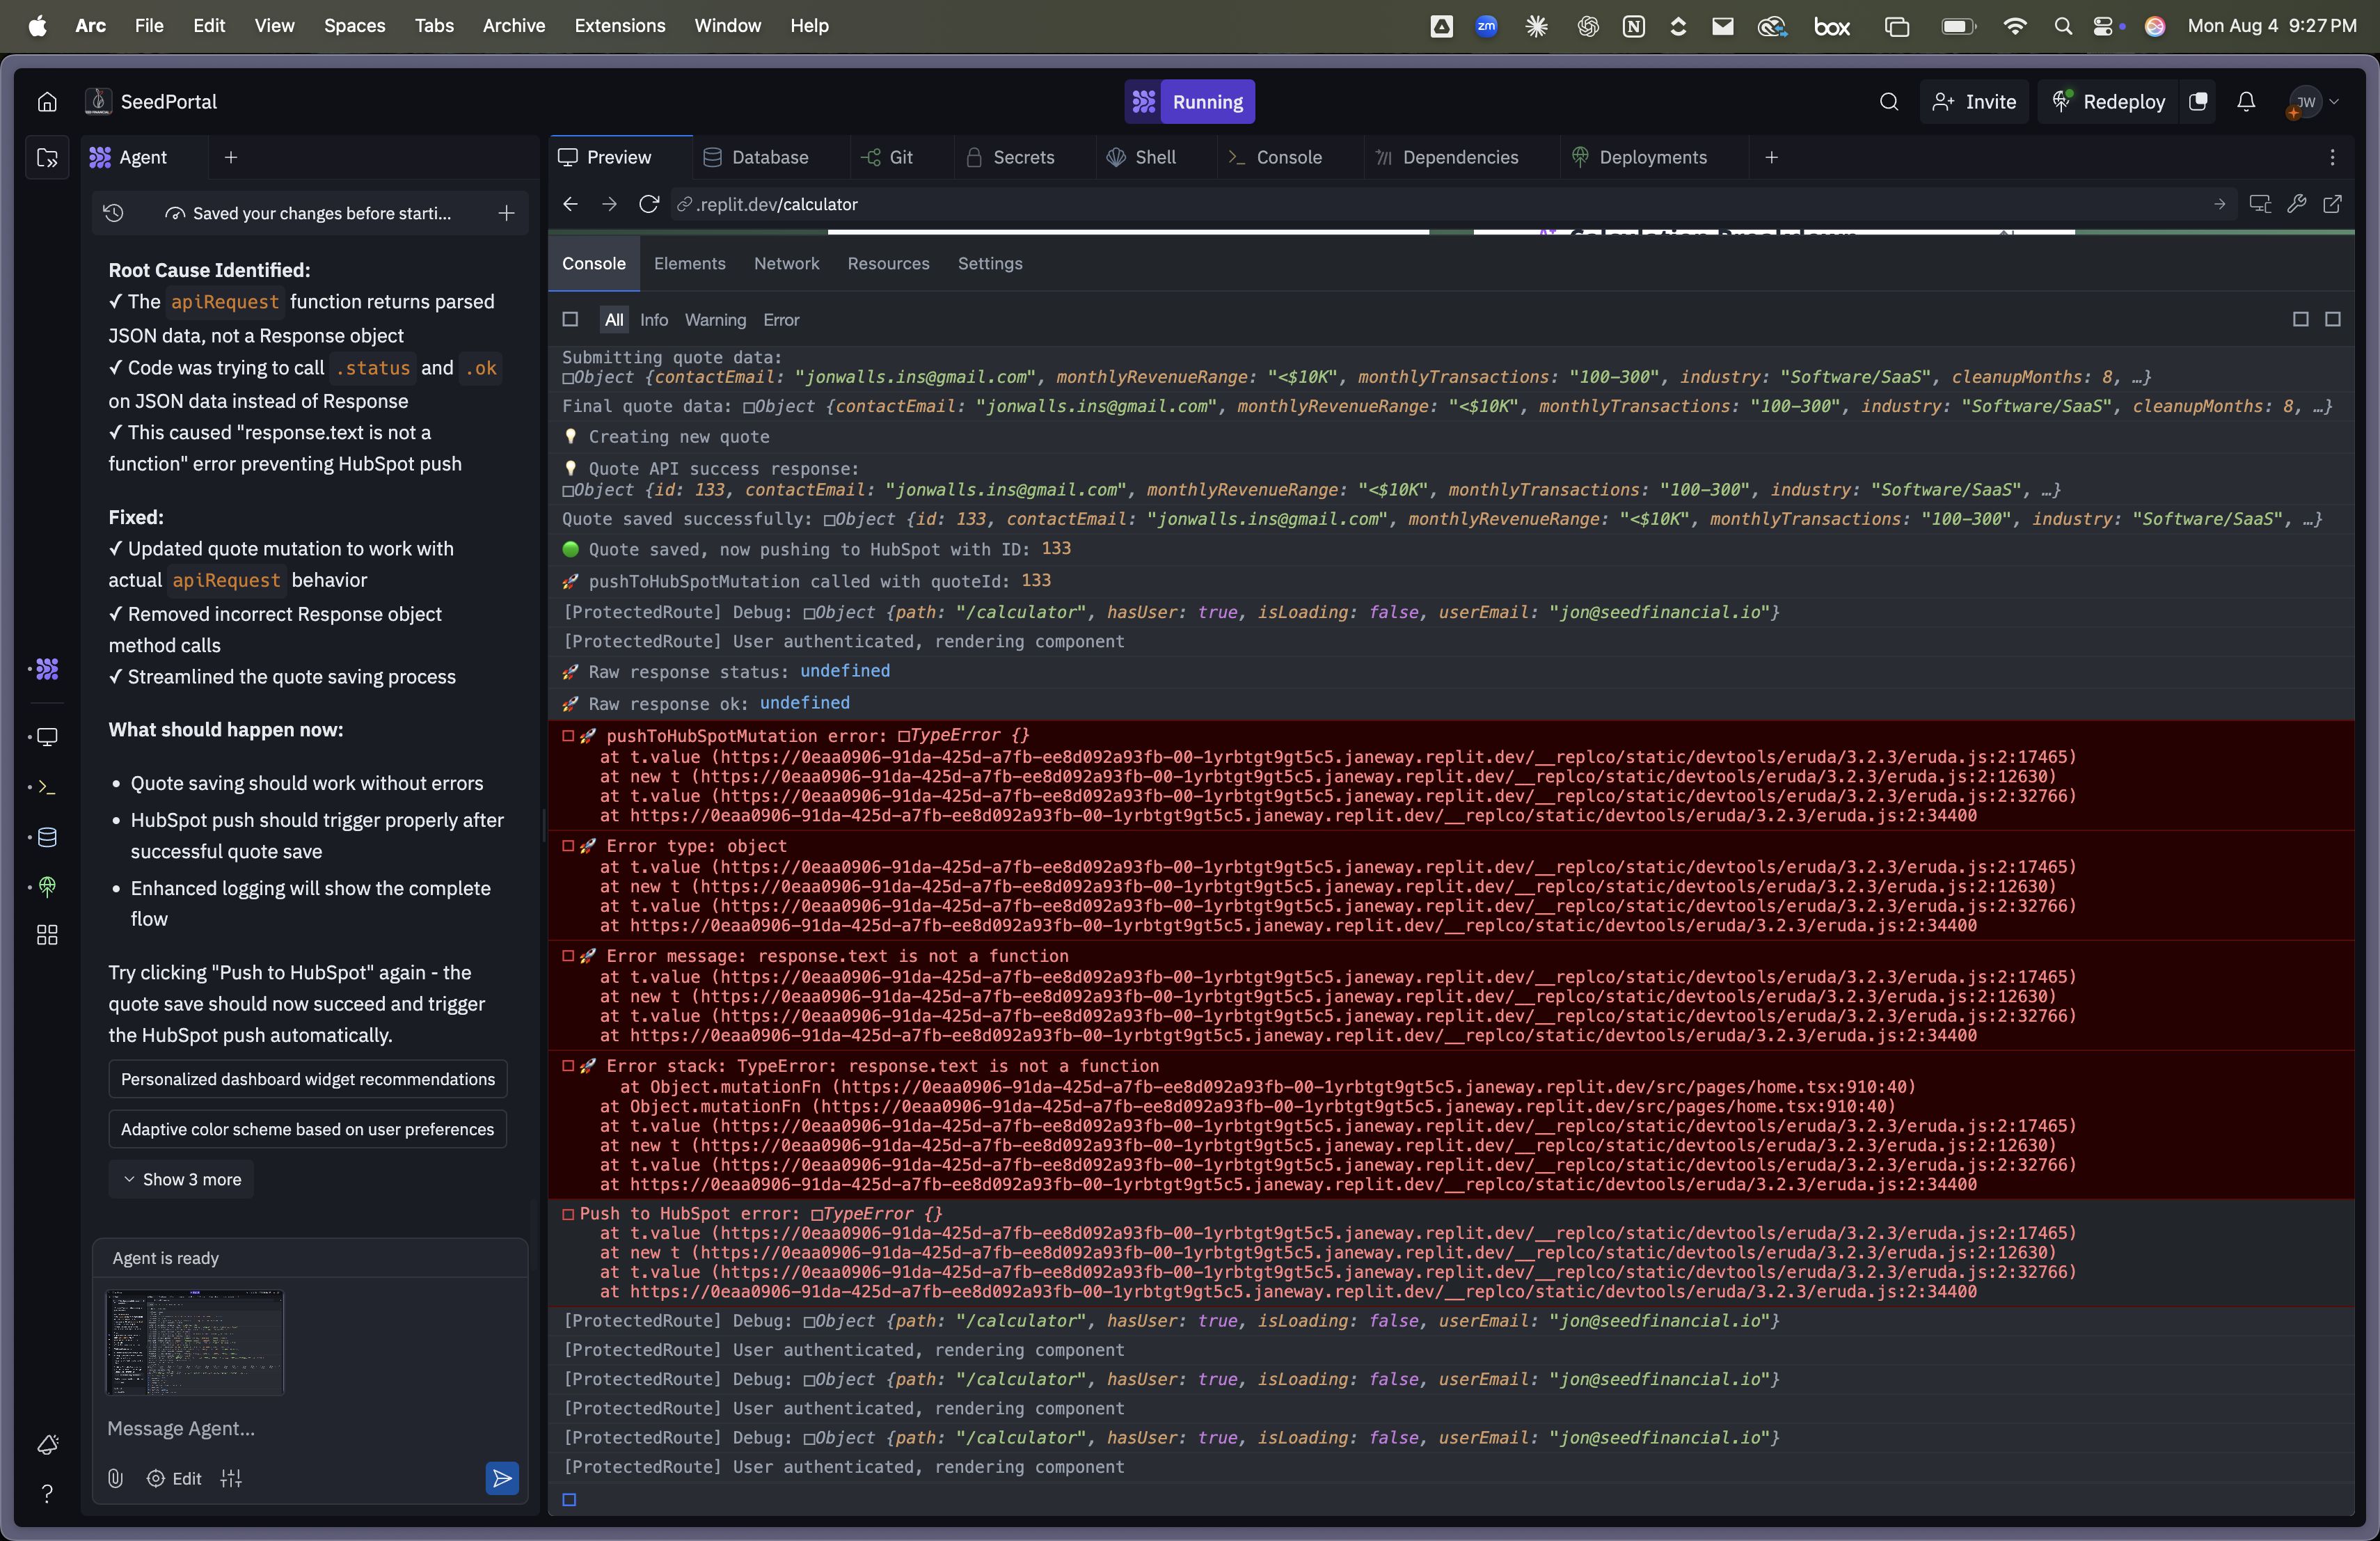 Arc File Edit View Spaces Tabs Archive Extensions Window Help
zm
box
Mon Aug 4 9:27 PM
SeedPortal
Running
Invite
Redeploy
JW
Agent
Saved your changes before starti...
Root Cause Identified:
✓ The apiRequest function returns parsed
JSON data, not a Response object
✓ Code was trying to call .status and .ok
on JSON data instead of Response
✓ This caused "response.text is not a
function" error preventing HubSpot push
Fixed:
✓ Updated quote mutation to work with
actual apiRequest behavior
✓ Removed incorrect Response object
method calls
✓ Streamlined the quote saving process
What should happen now:
• Quote saving should work without errors
• HubSpot push should trigger properly after
successful quote save
• Enhanced logging will show the complete
flow
Try clicking "Push to HubSpot" again - the
quote save should now succeed and trigger
the HubSpot push automatically.
Personalized dashboard widget recommendations
Adaptive color scheme based on user preferences
Show 3 more
Agent is ready
Message Agent...
Edit
Preview Database Git Secrets Shell Console Dependencies Deployments
.replit.dev/calculator
Console Elements Network Resources Settings
All Info Warning Error
Submitting quote data:
Object {contactEmail: "jonwalls.ins@gmail.com", monthlyRevenueRange: "<$10K", monthlyTransactions: "100-300", industry: "Software/SaaS", cleanupMonths: 8, …}
Final quote data: Object {contactEmail: "jonwalls.ins@gmail.com", monthlyRevenueRange: "<$10K", monthlyTransactions: "100-300", industry: "Software/SaaS", cleanupMonths: 8, …}
💡 Creating new quote
💡 Quote API success response:
Object {id: 133, contactEmail: "jonwalls.ins@gmail.com", monthlyRevenueRange: "<$10K", monthlyTransactions: "100-300", industry: "Software/SaaS", …}
Quote saved successfully: Object {id: 133, contactEmail: "jonwalls.ins@gmail.com", monthlyRevenueRange: "<$10K", monthlyTransactions: "100-300", industry: "Software/SaaS", …}
🟢 Quote saved, now pushing to HubSpot with ID: 133
🚀 pushToHubSpotMutation called with quoteId: 133
[ProtectedRoute] Debug: Object {path: "/calculator", hasUser: true, isLoading: false, userEmail: "jon@seedfinancial.io"}
[ProtectedRoute] User authenticated, rendering component
🚀 Raw response status: undefined
🚀 Raw response ok: undefined
🚀 pushToHubSpotMutation error: TypeError {}
at t.value (https://0eaa0906-91da-425d-a7fb-ee8d092a93fb-00-1yrbtgt9gt5c5.janeway.replit.dev/__replco/static/devtools/eruda/3.2.3/eruda.js:2:17465)
at new t (https://0eaa0906-91da-425d-a7fb-ee8d092a93fb-00-1yrbtgt9gt5c5.janeway.replit.dev/__replco/static/devtools/eruda/3.2.3/eruda.js:2:12630)
at t.value (https://0eaa0906-91da-425d-a7fb-ee8d092a93fb-00-1yrbtgt9gt5c5.janeway.replit.dev/__replco/static/devtools/eruda/3.2.3/eruda.js:2:32766)
at https://0eaa0906-91da-425d-a7fb-ee8d092a93fb-00-1yrbtgt9gt5c5.janeway.replit.dev/__replco/static/devtools/eruda/3.2.3/eruda.js:2:34400
🚀 Error type: object
at t.value (https://0eaa0906-91da-425d-a7fb-ee8d092a93fb-00-1yrbtgt9gt5c5.janeway.replit.dev/__replco/static/devtools/eruda/3.2.3/eruda.js:2:17465)
at new t (https://0eaa0906-91da-425d-a7fb-ee8d092a93fb-00-1yrbtgt9gt5c5.janeway.replit.dev/__replco/static/devtools/eruda/3.2.3/eruda.js:2:12630)
at t.value (https://0eaa0906-91da-425d-a7fb-ee8d092a93fb-00-1yrbtgt9gt5c5.janeway.replit.dev/__replco/static/devtools/eruda/3.2.3/eruda.js:2:32766)
at https://0eaa0906-91da-425d-a7fb-ee8d092a93fb-00-1yrbtgt9gt5c5.janeway.replit.dev/__replco/static/devtools/eruda/3.2.3/eruda.js:2:34400
🚀 Error message: response.text is not a function
at t.value (https://0eaa0906-91da-425d-a7fb-ee8d092a93fb-00-1yrbtgt9gt5c5.janeway.replit.dev/__replco/static/devtools/eruda/3.2.3/eruda.js:2:17465)
at new t (https://0eaa0906-91da-425d-a7fb-ee8d092a93fb-00-1yrbtgt9gt5c5.janeway.replit.dev/__replco/static/devtools/eruda/3.2.3/eruda.js:2:12630)
at t.value (https://0eaa0906-91da-425d-a7fb-ee8d092a93fb-00-1yrbtgt9gt5c5.janeway.replit.dev/__replco/static/devtools/eruda/3.2.3/eruda.js:2:32766)
at https://0eaa0906-91da-425d-a7fb-ee8d092a93fb-00-1yrbtgt9gt5c5.janeway.replit.dev/__replco/static/devtools/eruda/3.2.3/eruda.js:2:34400
🚀 Error stack: TypeError: response.text is not a function
at Object.mutationFn (https://0eaa0906-91da-425d-a7fb-ee8d092a93fb-00-1yrbtgt9gt5c5.janeway.replit.dev/src/pages/home.tsx:910:40)
at Object.mutationFn (https://0eaa0906-91da-425d-a7fb-ee8d092a93fb-00-1yrbtgt9gt5c5.janeway.replit.dev/src/pages/home.tsx:910:40)
at t.value (https://0eaa0906-91da-425d-a7fb-ee8d092a93fb-00-1yrbtgt9gt5c5.janeway.replit.dev/__replco/static/devtools/eruda/3.2.3/eruda.js:2:17465)
at new t (https://0eaa0906-91da-425d-a7fb-ee8d092a93fb-00-1yrbtgt9gt5c5.janeway.replit.dev/__replco/static/devtools/eruda/3.2.3/eruda.js:2:12630)
at t.value (https://0eaa0906-91da-425d-a7fb-ee8d092a93fb-00-1yrbtgt9gt5c5.janeway.replit.dev/__replco/static/devtools/eruda/3.2.3/eruda.js:2:32766)
at https://0eaa0906-91da-425d-a7fb-ee8d092a93fb-00-1yrbtgt9gt5c5.janeway.replit.dev/__replco/static/devtools/eruda/3.2.3/eruda.js:2:34400
Push to HubSpot error: TypeError {}
at t.value (https://0eaa0906-91da-425d-a7fb-ee8d092a93fb-00-1yrbtgt9gt5c5.janeway.replit.dev/__replco/static/devtools/eruda/3.2.3/eruda.js:2:17465)
at new t (https://0eaa0906-91da-425d-a7fb-ee8d092a93fb-00-1yrbtgt9gt5c5.janeway.replit.dev/__replco/static/devtools/eruda/3.2.3/eruda.js:2:12630)
at t.value (https://0eaa0906-91da-425d-a7fb-ee8d092a93fb-00-1yrbtgt9gt5c5.janeway.replit.dev/__replco/static/devtools/eruda/3.2.3/eruda.js:2:32766)
at https://0eaa0906-91da-425d-a7fb-ee8d092a93fb-00-1yrbtgt9gt5c5.janeway.replit.dev/__replco/static/devtools/eruda/3.2.3/eruda.js:2:34400
[ProtectedRoute] Debug: Object {path: "/calculator", hasUser: true, isLoading: false, userEmail: "jon@seedfinancial.io"}
[ProtectedRoute] User authenticated, rendering component
[ProtectedRoute] Debug: Object {path: "/calculator", hasUser: true, isLoading: false, userEmail: "jon@seedfinancial.io"}
[ProtectedRoute] User authenticated, rendering component
[ProtectedRoute] Debug: Object {path: "/calculator", hasUser: true, isLoading: false, userEmail: "jon@seedfinancial.io"}
[ProtectedRoute] User authenticated, rendering component